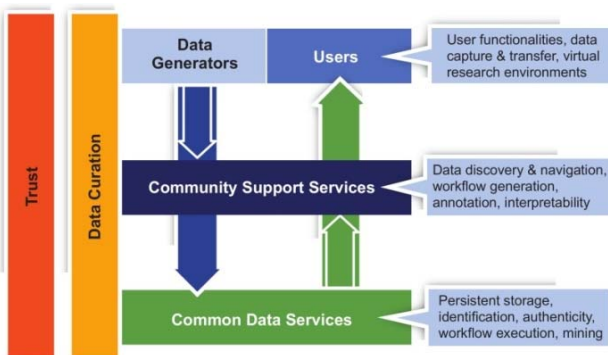 Trust
Data Curation
Data
Generators
Users
User functionalities, data
capture & transfer, virtual
research environments
Community Support Services
Data discovery & navigation,
workflow generation,
annotation, interpretability
Common Data Services
Persistent storage,
identification, authenticity,
workflow execution, mining